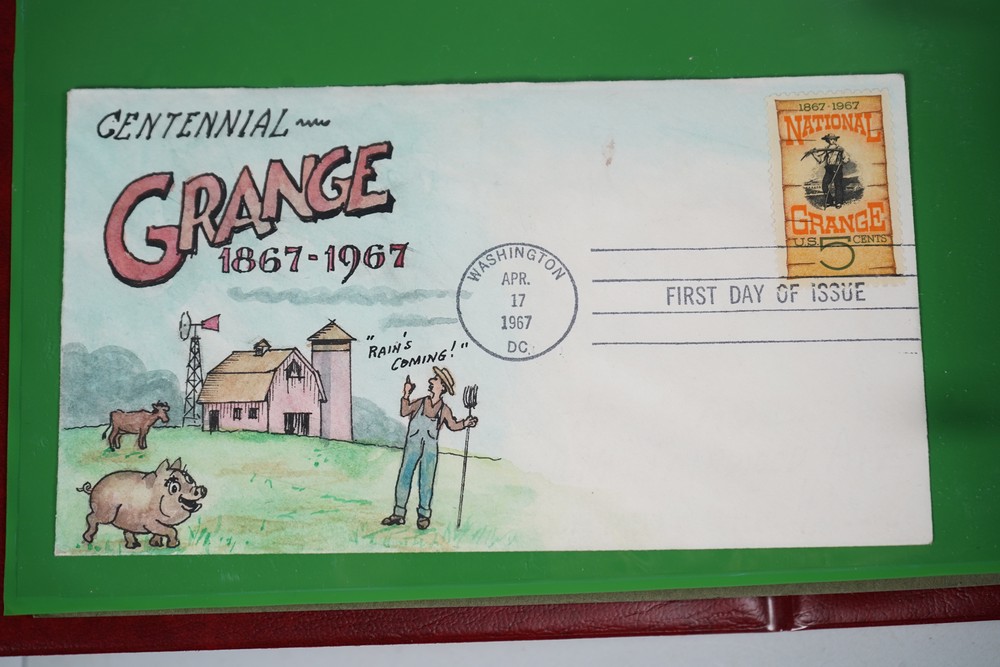 CENTENNIAL
GRANGE
1867-1967
"RAIN'S
COMING!"
WASHINGTON
APR.
17
1967
DC
FIRST DAY OF ISSUE
1867-1967
NATIONAL
GRANGE
U.S. 5 CENTS